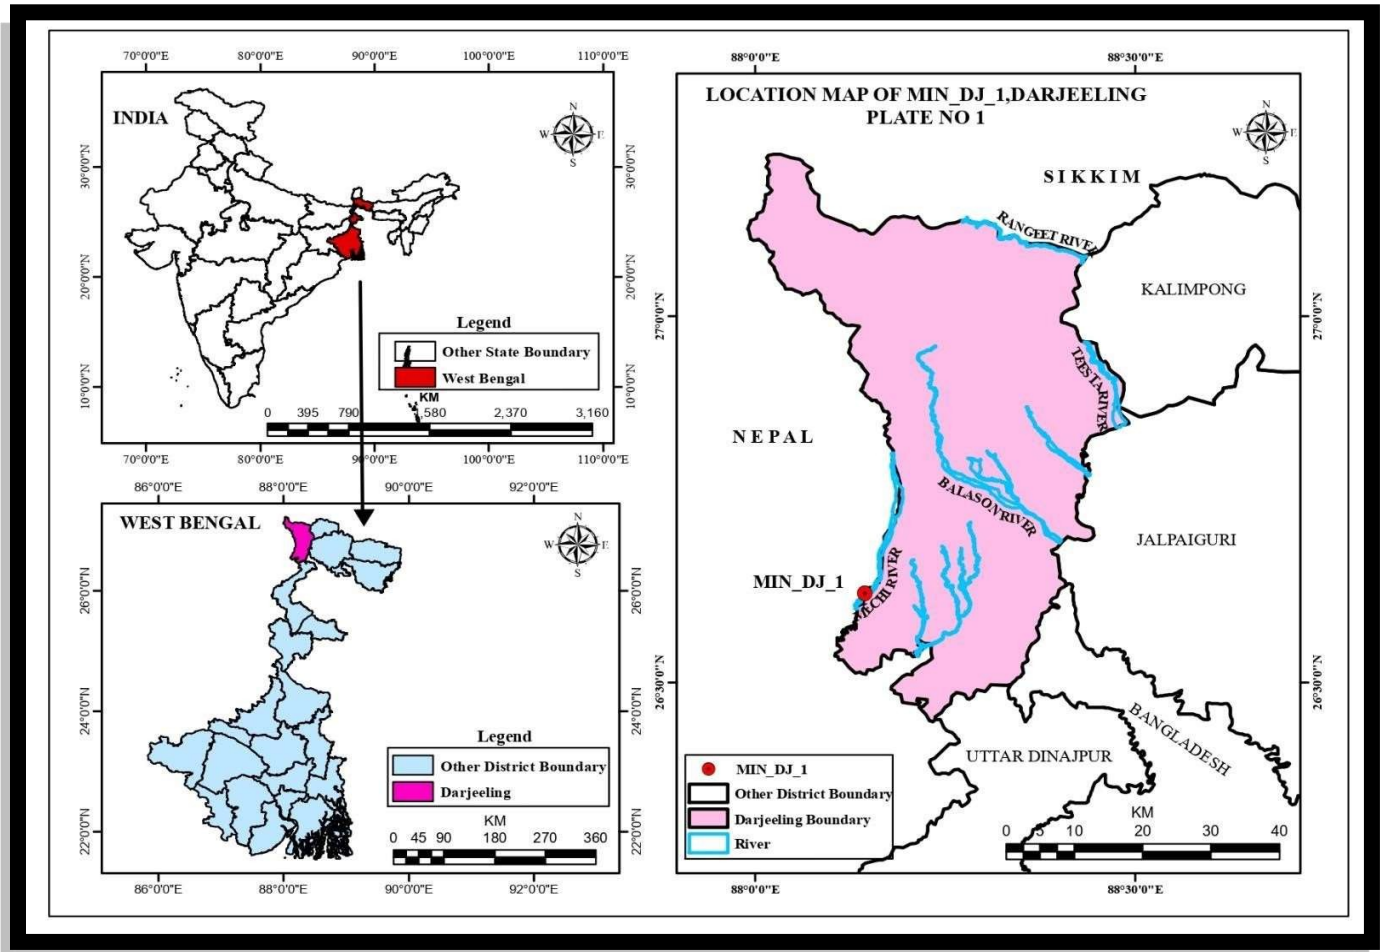 70°0'0"E 80°0'0"E 90°0'0"E 100°0'0"E 110°0'0"E
INDIA
N
W E
S
30°0'0"N
20°0'0"N
10°0'0"N
30°0'0"N
20°0'0"N
10°0'0"N
Legend
Other State Boundary
West Bengal
KM
0 395 790 1,580 2,370 3,160
70°0'0"E 80°0'0"E 90°0'0"E 100°0'0"E 110°0'0"E
86°0'0"E 88°0'0"E 90°0'0"E 92°0'0"E
WEST BENGAL
N
W E
S
26°0'0"N
24°0'0"N
22°0'0"N
26°0'0"N
24°0'0"N
22°0'0"N
Legend
Other District Boundary
Darjeeling
KM
0 45 90 180 270 360
86°0'0"E 88°0'0"E 90°0'0"E 92°0'0"E
88°0'0"E 88°30'0"E
LOCATION MAP OF MIN_DJ_1,DARJEELING
PLATE NO 1
N
W E
S
SIKKIM
RANGEET RIVER
KALIMPONG
27°0'0"N
27°0'0"N
TEESTA RIVER
NEPAL
BALASON RIVER
JALPAIGURI
MIN_DJ_1
MECHI RIVER
26°30'0"N
26°30'0"N
BANGLADESH
UTTAR DINAJPUR
MIN_DJ_1
Other District Boundary
Darjeeling Boundary
River
KM
0 5 10 20 30 40
88°0'0"E 88°30'0"E